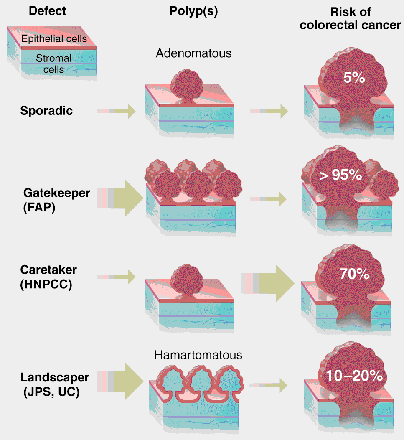 Defect
Polyp(s)
Risk of
colorectal cancer
Epithelial cells
Stromal
cells
Adenomatous
Sporadic
5%
Gatekeeper
(FAP)
> 95%
Caretaker
(HNPCC)
70%
Hamartomatous
Landscaper
(JPS, UC)
10–20%